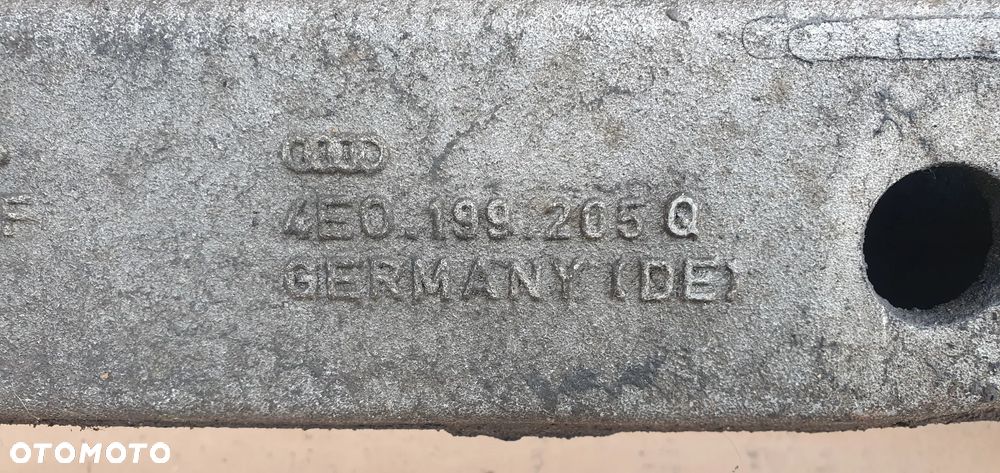 F
4E0.199.205 Q
GERMANY (DE)
OTOMOTO